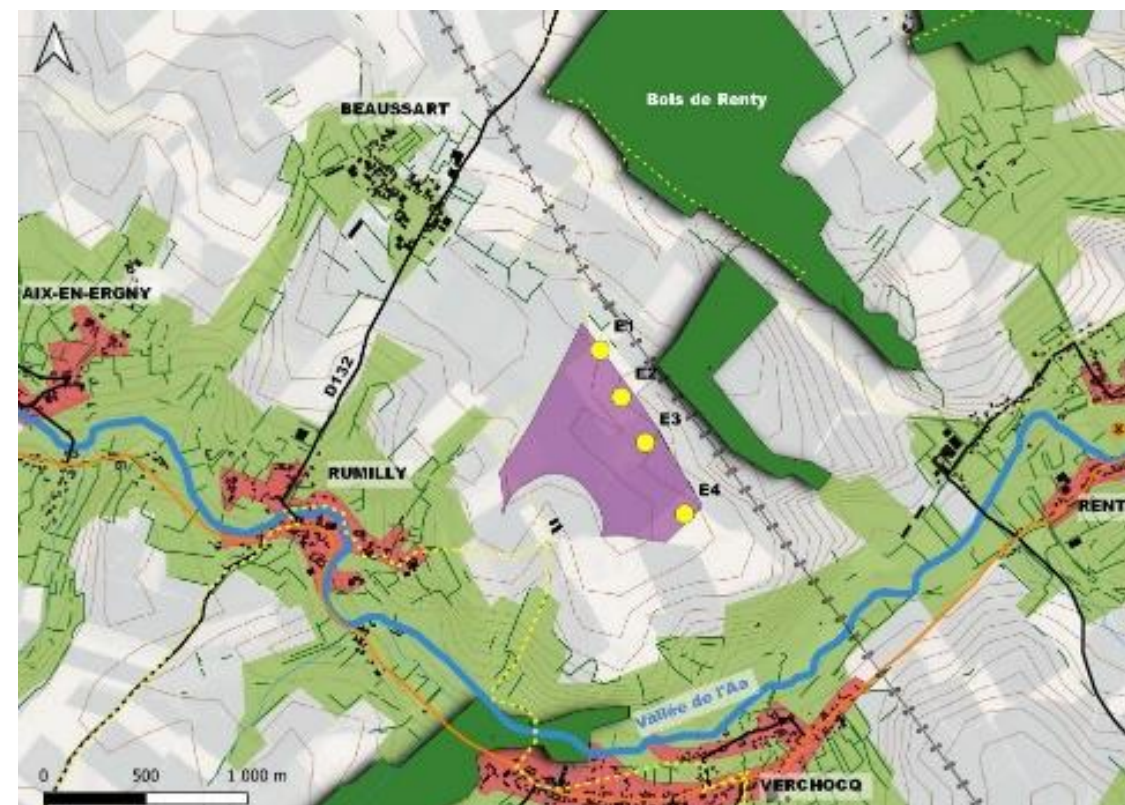 Bois de Renty
BEAUSSART
AIX-EN-ERGNY
E1
D132
E2
E3
RUMILLY
E4
RENT
Vallée de l'Aa
0 500 1 000 m
VERCHOCQ